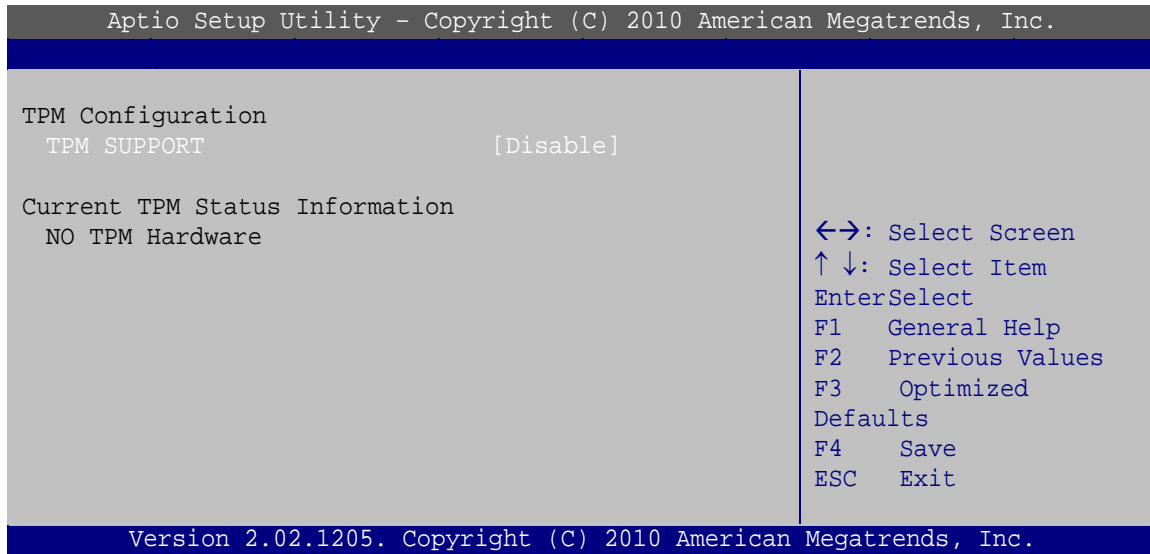 Aptio Setup Utility – Copyright (C) 2010 American Megatrends, Inc.
TPM Configuration
TPM SUPPORT [Disable]
Current TPM Status Information
NO TPM Hardware
←→: Select Screen
↑ ↓: Select Item
EnterSelect
F1 General Help
F2 Previous Values
F3 Optimized
Defaults
F4 Save
ESC Exit
Version 2.02.1205. Copyright (C) 2010 American Megatrends, Inc.